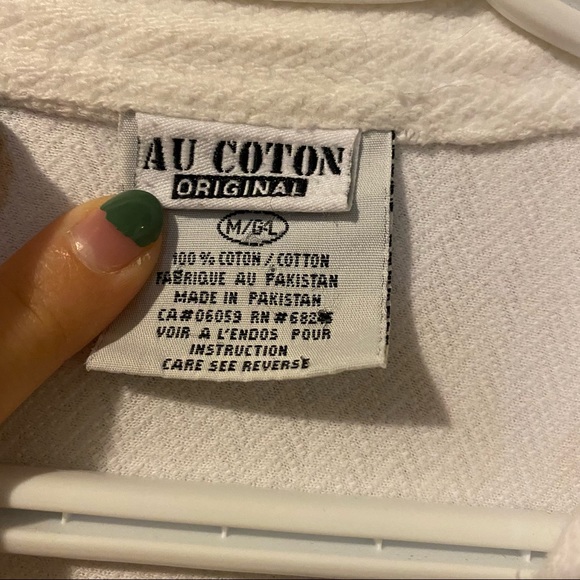 AU COTON
ORIGINAL
M/G-L
100 % COTON / COTTON
FABRIQUE AU PAKISTAN
MADE IN PAKISTAN
CA#06059 RN
VOIR A L'ENDOS POUR
INSTRUCTION
CARE SEE REVERSE